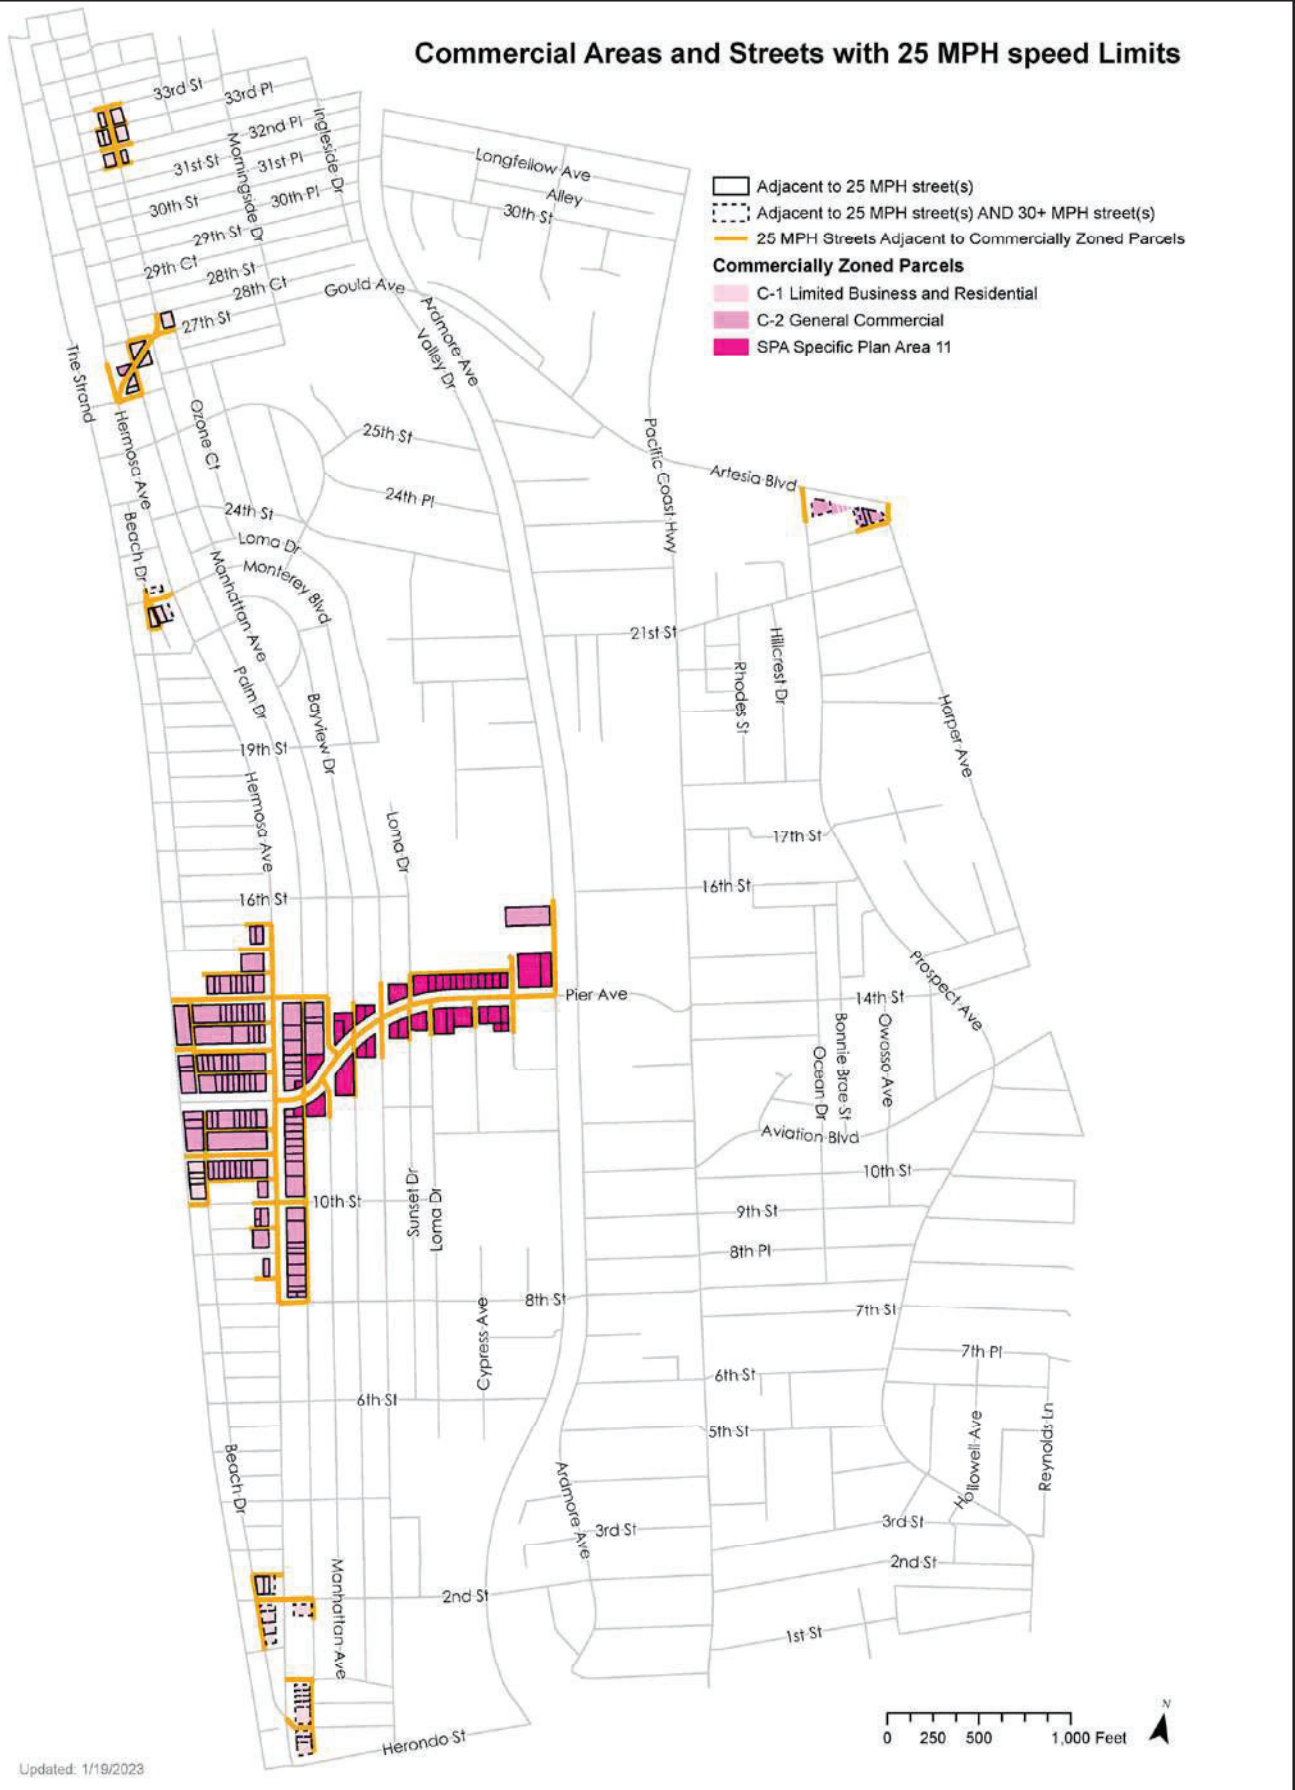 Commercial Areas and Streets with 25 MPH speed Limits
Adjacent to 25 MPH street(s)
Adjacent to 25 MPH street(s) AND 30+ MPH street(s)
25 MPH Streets Adjacent to Commercially Zoned Parcels
Commercially Zoned Parcels
C-1 Limited Business and Residential
C-2 General Commercial
SPA Specific Plan Area 11
33rd St
33rd Pl
32nd Pl
Ingleside Dr
Morningside Dr
31st St
31st Pl
30th St
30th Pl
29th St
29th Ct
28th St
28th Ct
27th St
Gould Ave
Longfellow Ave
Alley
30th St
Ardmore Ave
Valley Dr
The Strand
Hermosa Ave
Ozone Ct
25th St
24th Pl
Pacific Coast Hwy
Artesia Blvd
Beach Dr
24th St
Loma Dr
Monterey Blvd
Manhattan Ave
21st St
Hillcrest Dr
Rhodes St
Palm Dr
Bayview Dr
Harper Ave
19th St
Hermosa Ave
Loma Dr
17th St
16th St
16th St
Prospect Ave
Pier Ave
14th St
Bonnie Brae St
Owosso Ave
Ocean Dr
Aviation Blvd
10th St
10th St
Sunset Dr
Loma Dr
9th St
8th Pl
8th St
7th St
Cypress Ave
7th Pl
6th St
6th St
5th St
Hollowell Ave
Reynolds Ln
Beach Dr
Ardmore Ave
3rd St
3rd St
2nd St
2nd St
Manhattan Ave
1st St
Herondo St
N
0 250 500 1,000 Feet
Updated: 1/19/2023